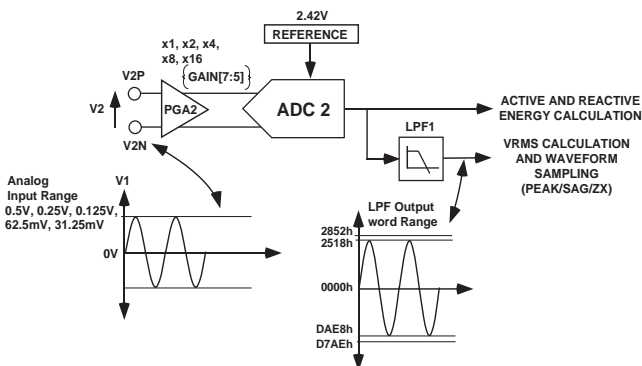 2.42V
REFERENCE
x1, x2, x4,
x8, x16
{GAIN[7:5]}
V2P
V2
PGA2
V2N
ADC 2
ACTIVE AND REACTIVE
ENERGY CALCULATION
LPF1
VRMS CALCULATION
AND WAVEFORM
SAMPLING
(PEAK/SAG/ZX)
Analog
Input Range
0.5V, 0.25V, 0.125V,
62.5mV, 31.25mV
V1
0V
LPF Output
word Range
2852h
2518h
0000h
DAE8h
D7AEh